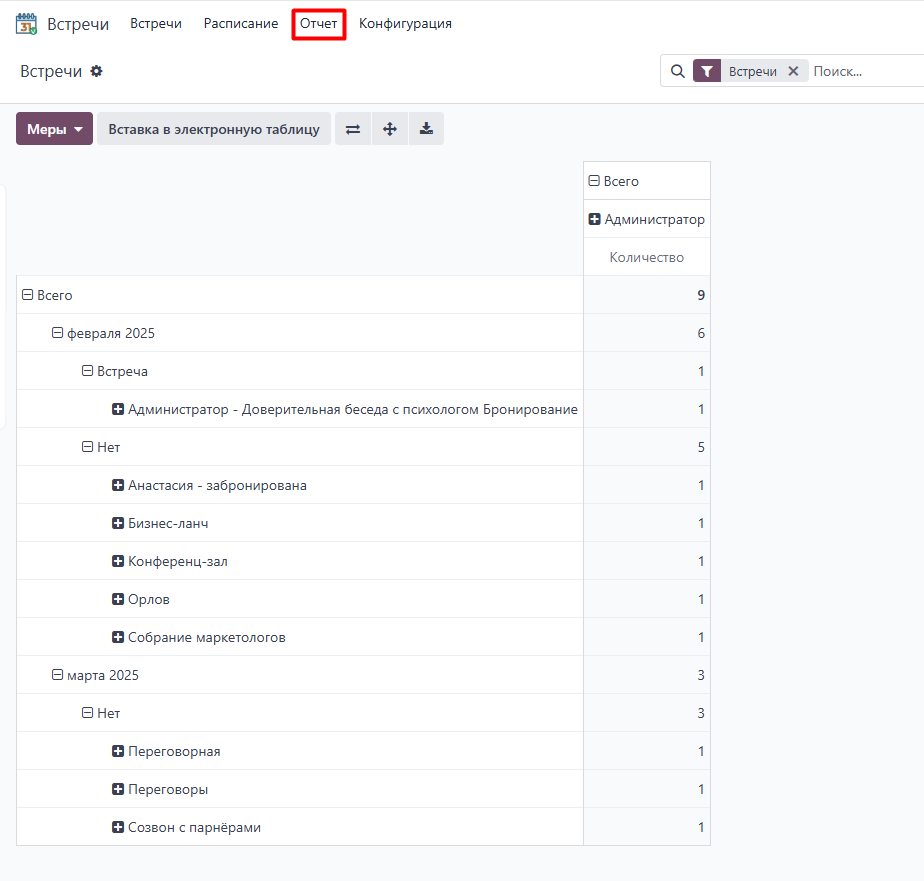 31 Встречи Встречи Расписание Отчет Конфигурация
Встречи Встречи Поиск...
Меры Вставка в электронную таблицу
Всего
Администратор
Количество
Всего 9
февраля 2025 6
Встреча 1
Администратор - Доверительная беседа с психологом Бронирование 1
Нет 5
Анастасия - забронирована 1
Бизнес-ланч 1
Конференц-зал 1
Орлов 1
Собрание маркетологов 1
марта 2025 3
Нет 3
Переговорная 1
Переговоры 1
Созвон с парнёрами 1